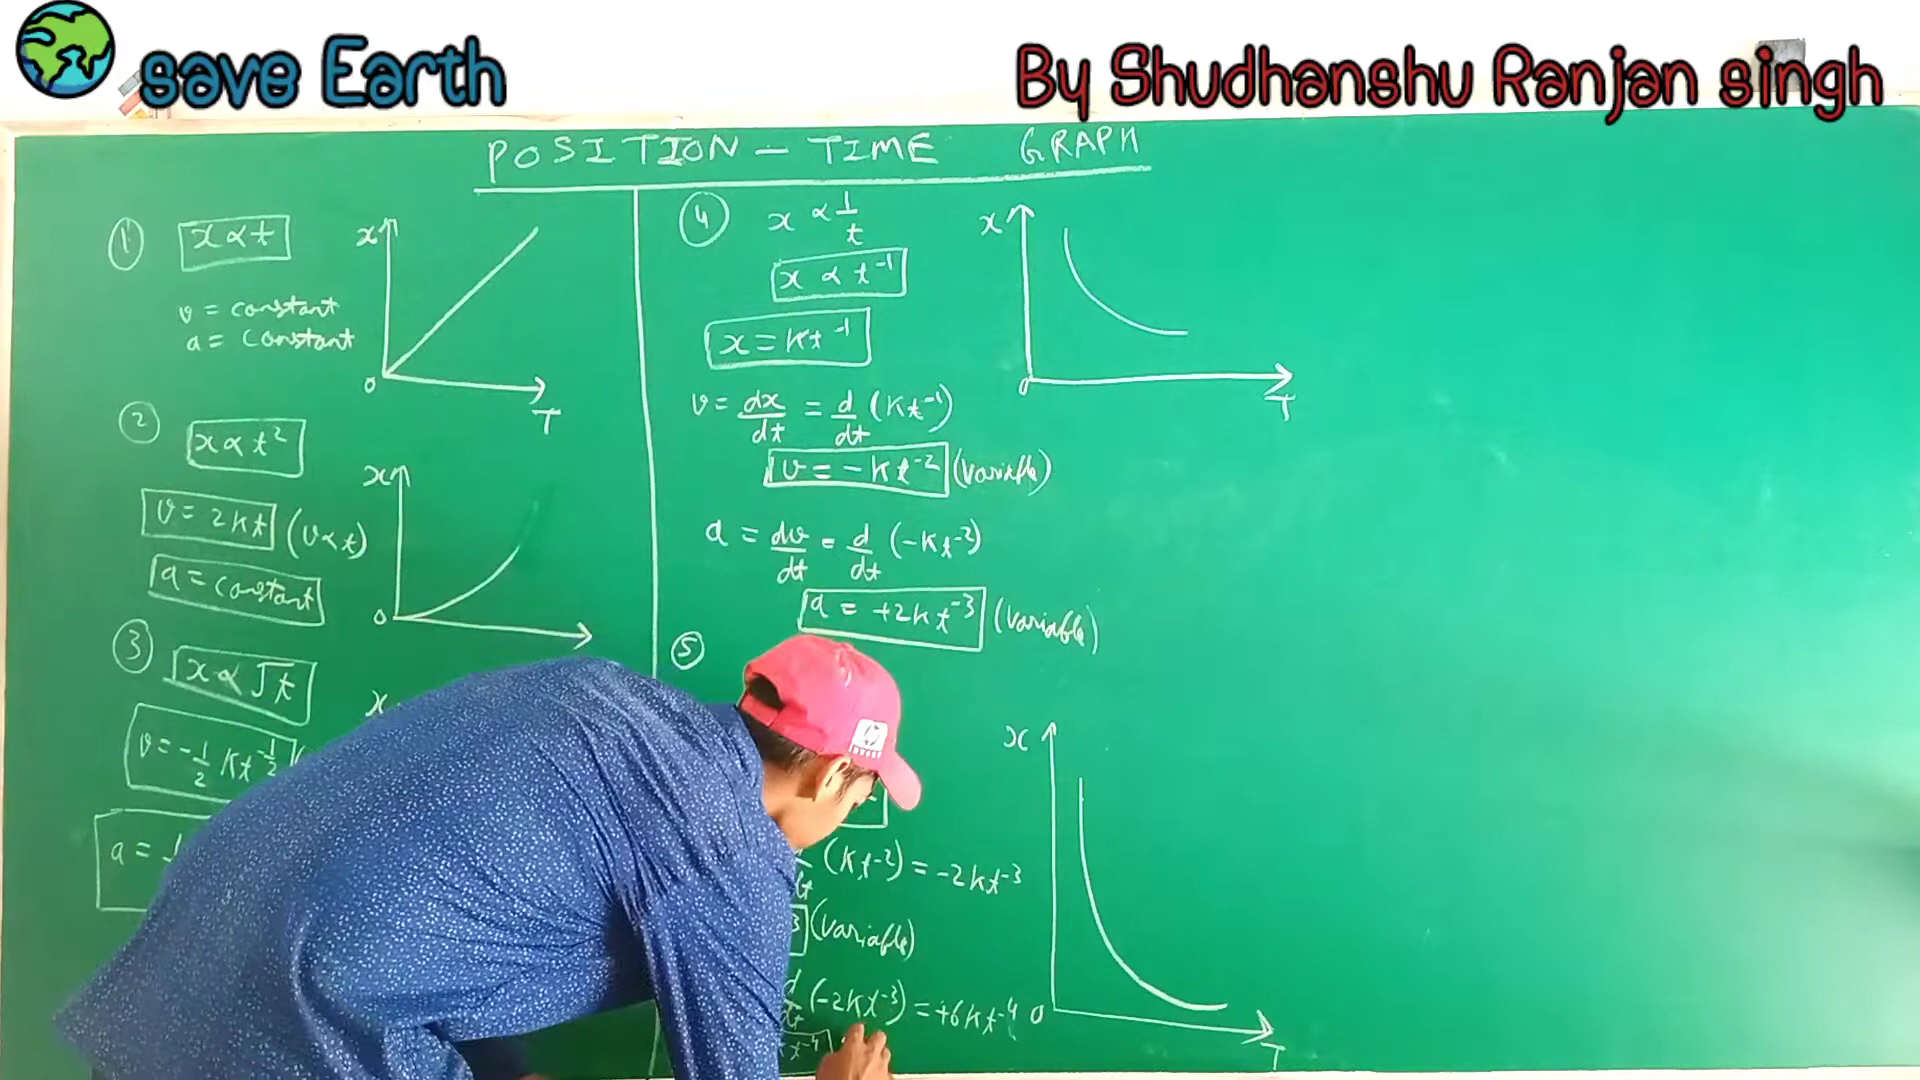 save Earth
By Shudhanshu Ranjan singh
POSITION - TIME GRAPH
① x ∝ t
v = constant
a = constant
x
0
T
② x ∝ t²
v = 2kt (v ∝ t)
a = constant
x
0
③ x ∝ √t
v = -1/2 kt^-1/2
a =
x
④ x ∝ 1/t
x ∝ t⁻¹
x = kt⁻¹
v = dx/dt = d/dt (kt⁻¹)
v = -kt⁻² (variable)
a = dv/dt = d/dt (-kt⁻²)
a = +2kt⁻³ (variable)
x
0
T
⑤
(kt⁻²) = -2kt⁻³
(variable)
(-2kt⁻³) = +6kt⁻⁴
t⁻⁴
x
0
T